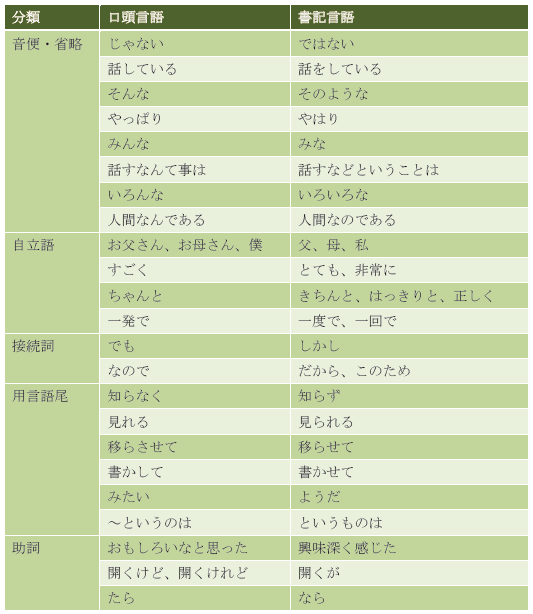 分類 口頭言語 書記言語
音便・省略 じゃない ではない
話している 話をしている
そんな そのような
やっぱり やはり
みんな みな
話すなんて事は 話すなどということは
いろんな いろいろな
人間なんである 人間なのである
自立語 お父さん、お母さん、僕 父、母、私
すごく とても、非常に
ちゃんと きちんと、はっきりと、正しく
一発で 一度で、一回で
接続詞 でも しかし
なので だから、このため
用言語尾 知らなく 知らず
見れる 見られる
移らさせて 移らせて
書かして 書かせて
みたい ようだ
～というのは というものは
助詞 おもしろいなと思った 興味深く感じた
開くけど、開くけれど 開くが
たら なら